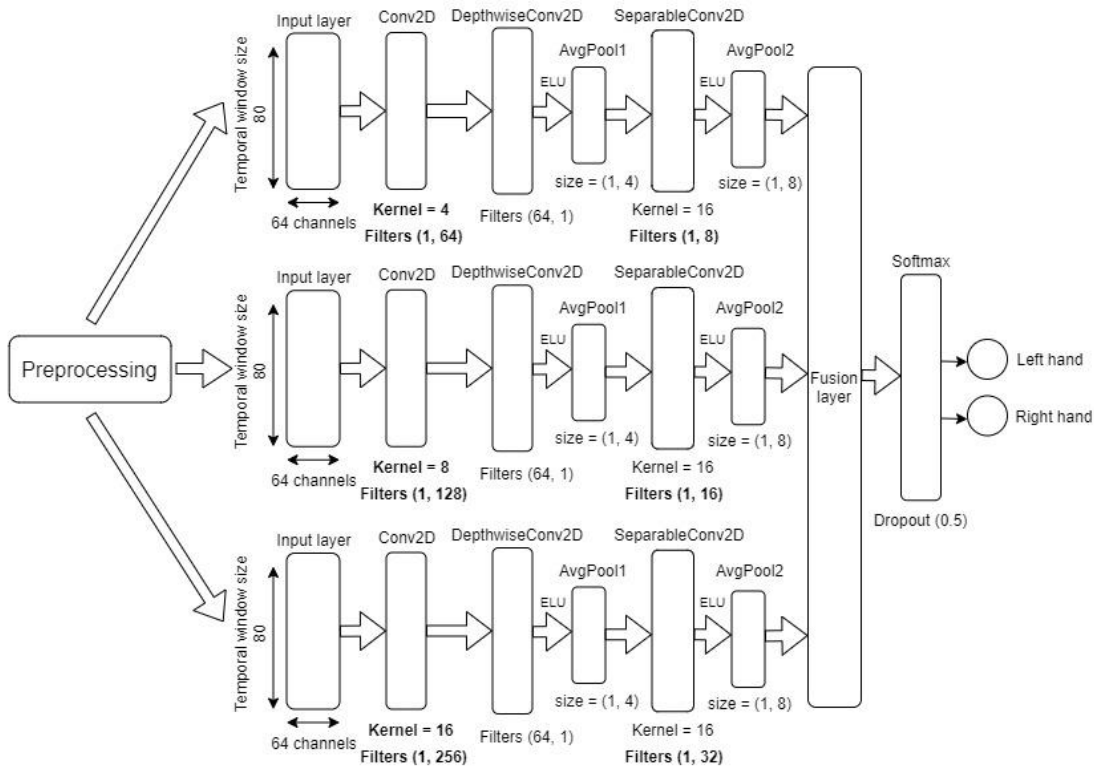 Preprocessing
Input layer
Conv2D
DepthwiseConv2D
SeparableConv2D
AvgPool1
AvgPool2
ELU
ELU
Temporal window size
80
64 channels
Kernel = 4
Filters (1, 64)
Filters (64, 1)
size = (1, 4)
Kernel = 16
Filters (1, 8)
size = (1, 8)
Input layer
Conv2D
DepthwiseConv2D
SeparableConv2D
AvgPool1
AvgPool2
ELU
ELU
Temporal window size
80
64 channels
Kernel = 8
Filters (1, 128)
Filters (64, 1)
size = (1, 4)
Kernel = 16
Filters (1, 16)
size = (1, 8)
Input layer
Conv2D
DepthwiseConv2D
SeparableConv2D
AvgPool1
AvgPool2
ELU
ELU
Temporal window size
80
64 channels
Kernel = 16
Filters (1, 256)
Filters (64, 1)
size = (1, 4)
Kernel = 16
Filters (1, 32)
size = (1, 8)
Fusion
layer
Softmax
Dropout (0.5)
Left hand
Right hand